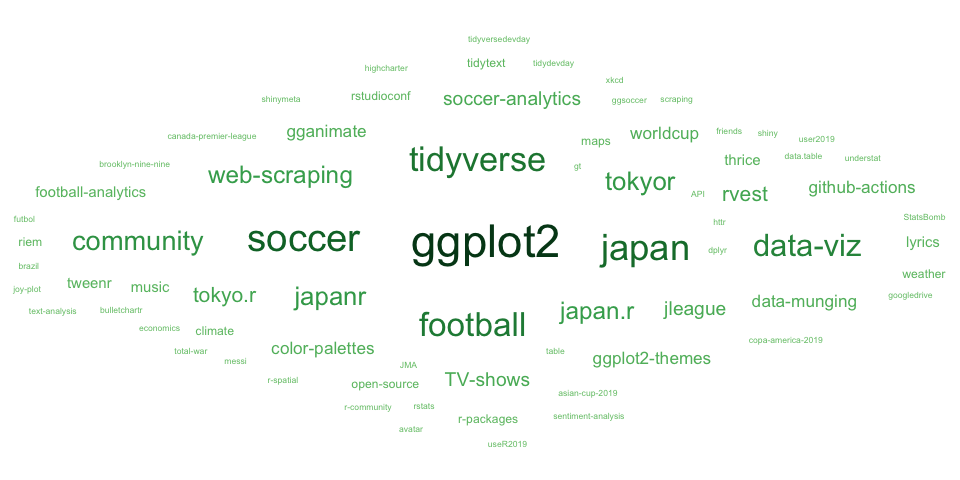 tidyversedevday
tidytext
tidydevday
highcharter
xkcd
shinymeta
rstudioconf
soccer-analytics
ggsoccer
scraping
canada-premier-league
gganimate
maps
worldcup
friends
shiny
user2019
brooklyn-nine-nine
web-scraping
tidyverse
gt
thrice
data.table
understat
football-analytics
tokyor
API
rvest
github-actions
futbol
riem
community
soccer
ggplot2
japan
httr
dplyr
data-viz
StatsBomb
lyrics
brazil
joy-plot
tweenr
music
weather
googledrive
text-analysis
bulletchartr
tokyo.r
japanr
japan.r
jleague
data-munging
economics
climate
football
total-war
messi
color-palettes
table
ggplot2-themes
copa-america-2019
r-spatial
JMA
open-source
TV-shows
asian-cup-2019
r-community
rstats
r-packages
sentiment-analysis
avatar
useR2019